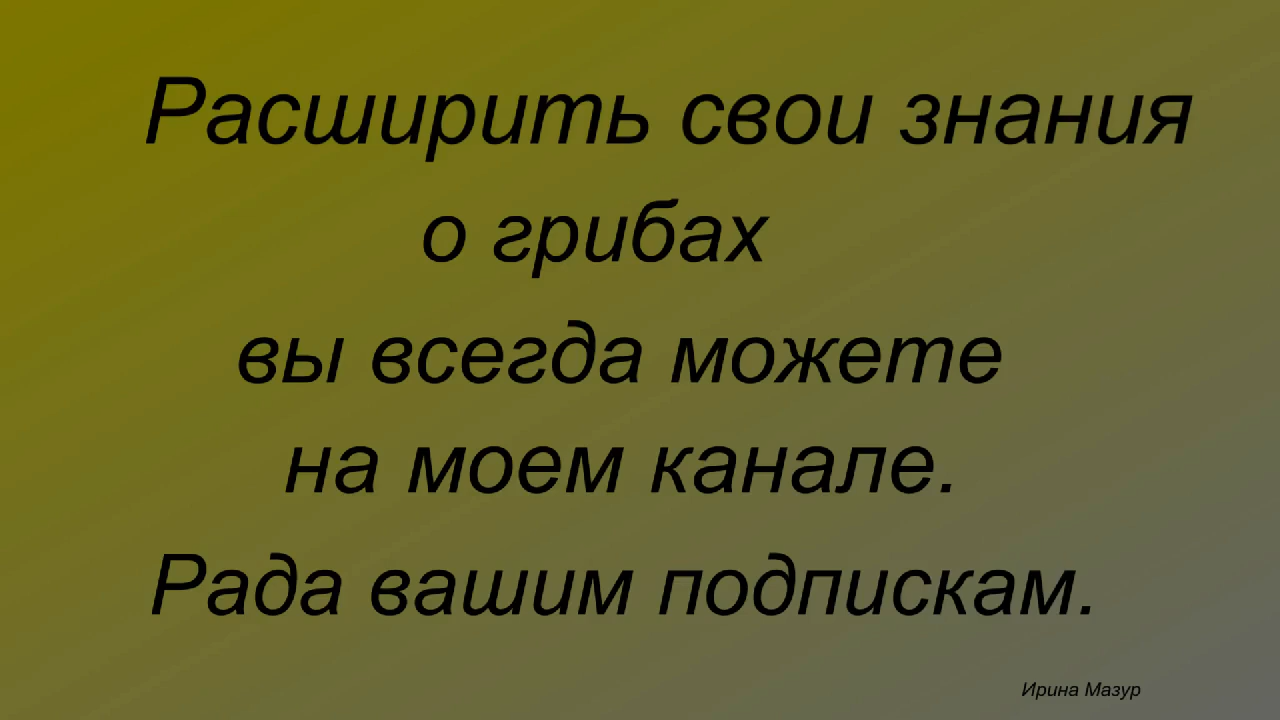 Расширить свои знания
о грибах
вы всегда можете
на моем канале.
Рада вашим подпискам.
Ирина Мазур